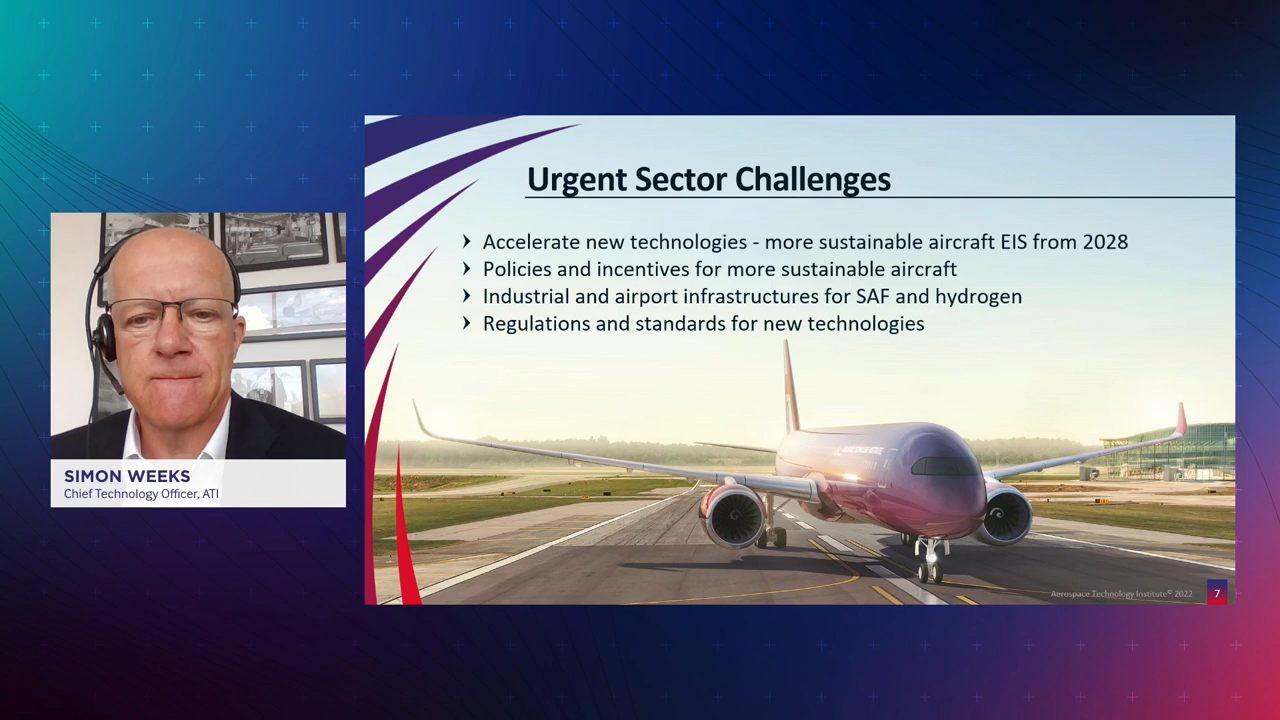 Urgent Sector Challenges
Accelerate new technologies - more sustainable aircraft EIS from 2028
Policies and incentives for more sustainable aircraft
Industrial and airport infrastructures for SAF and hydrogen
Regulations and standards for new technologies
SIMON WEEKS
Chief Technology Officer, ATI
Aerospace Technology Institute© 2022
7